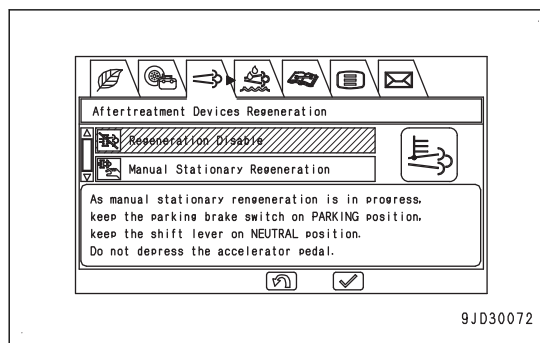 Aftertreatment Devices Regeneration
Regeneration Disable
Manual Stationary Regeneration
As manual stationary rengeneration is in progress,
keep the parking brake switch on PARKING position,
keep the shift lever on NEUTRAL position.
Do not depress the accelerator pedal.
9JD30072